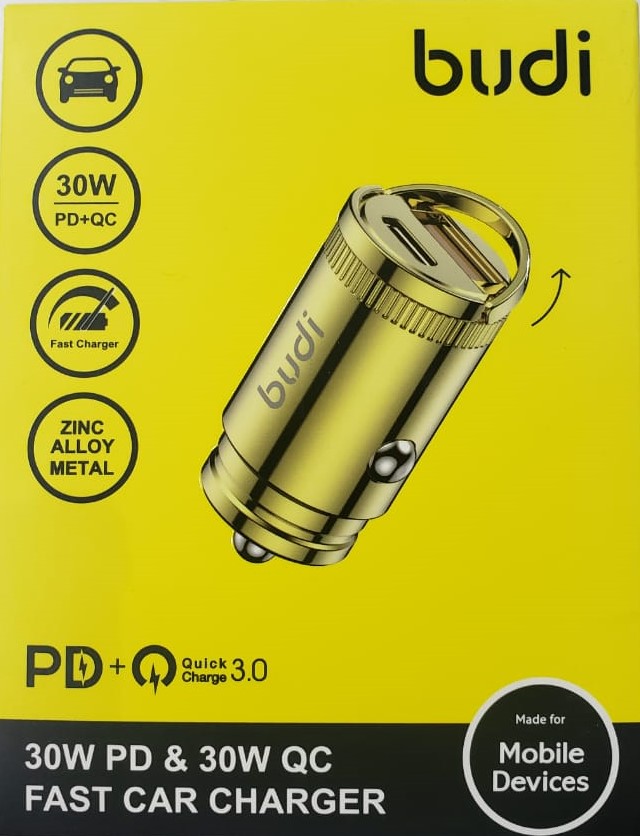 budi
30W
PD+QC
Fast Charger
ZINC
ALLOY
METAL
budi
PD+Quick
Charge 3.0
30W PD & 30W QC
FAST CAR CHARGER
Made for
Mobile
Devices